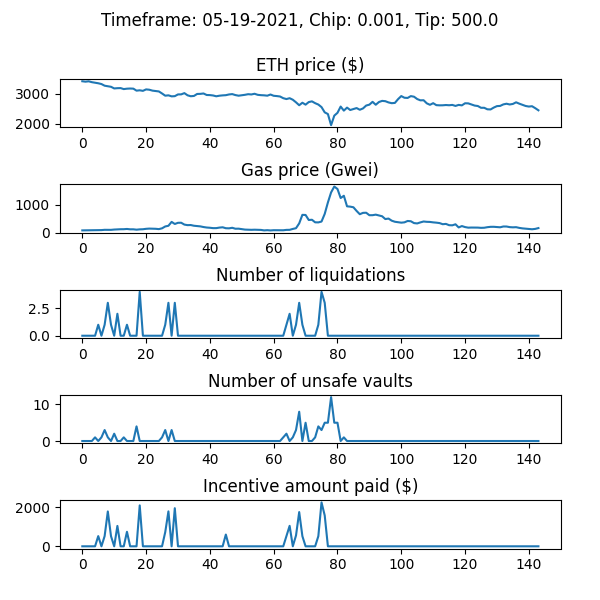 Timeframe: 05-19-2021, Chip: 0.001, Tip: 500.0
ETH price ($)
3000
2000
0 20 40 60 80 100 120 140
Gas price (Gwei)
1000
0
0 20 40 60 80 100 120 140
Number of liquidations
2.5
0.0
0 20 40 60 80 100 120 140
Number of unsafe vaults
10
0
0 20 40 60 80 100 120 140
Incentive amount paid ($)
2000
0
0 20 40 60 80 100 120 140